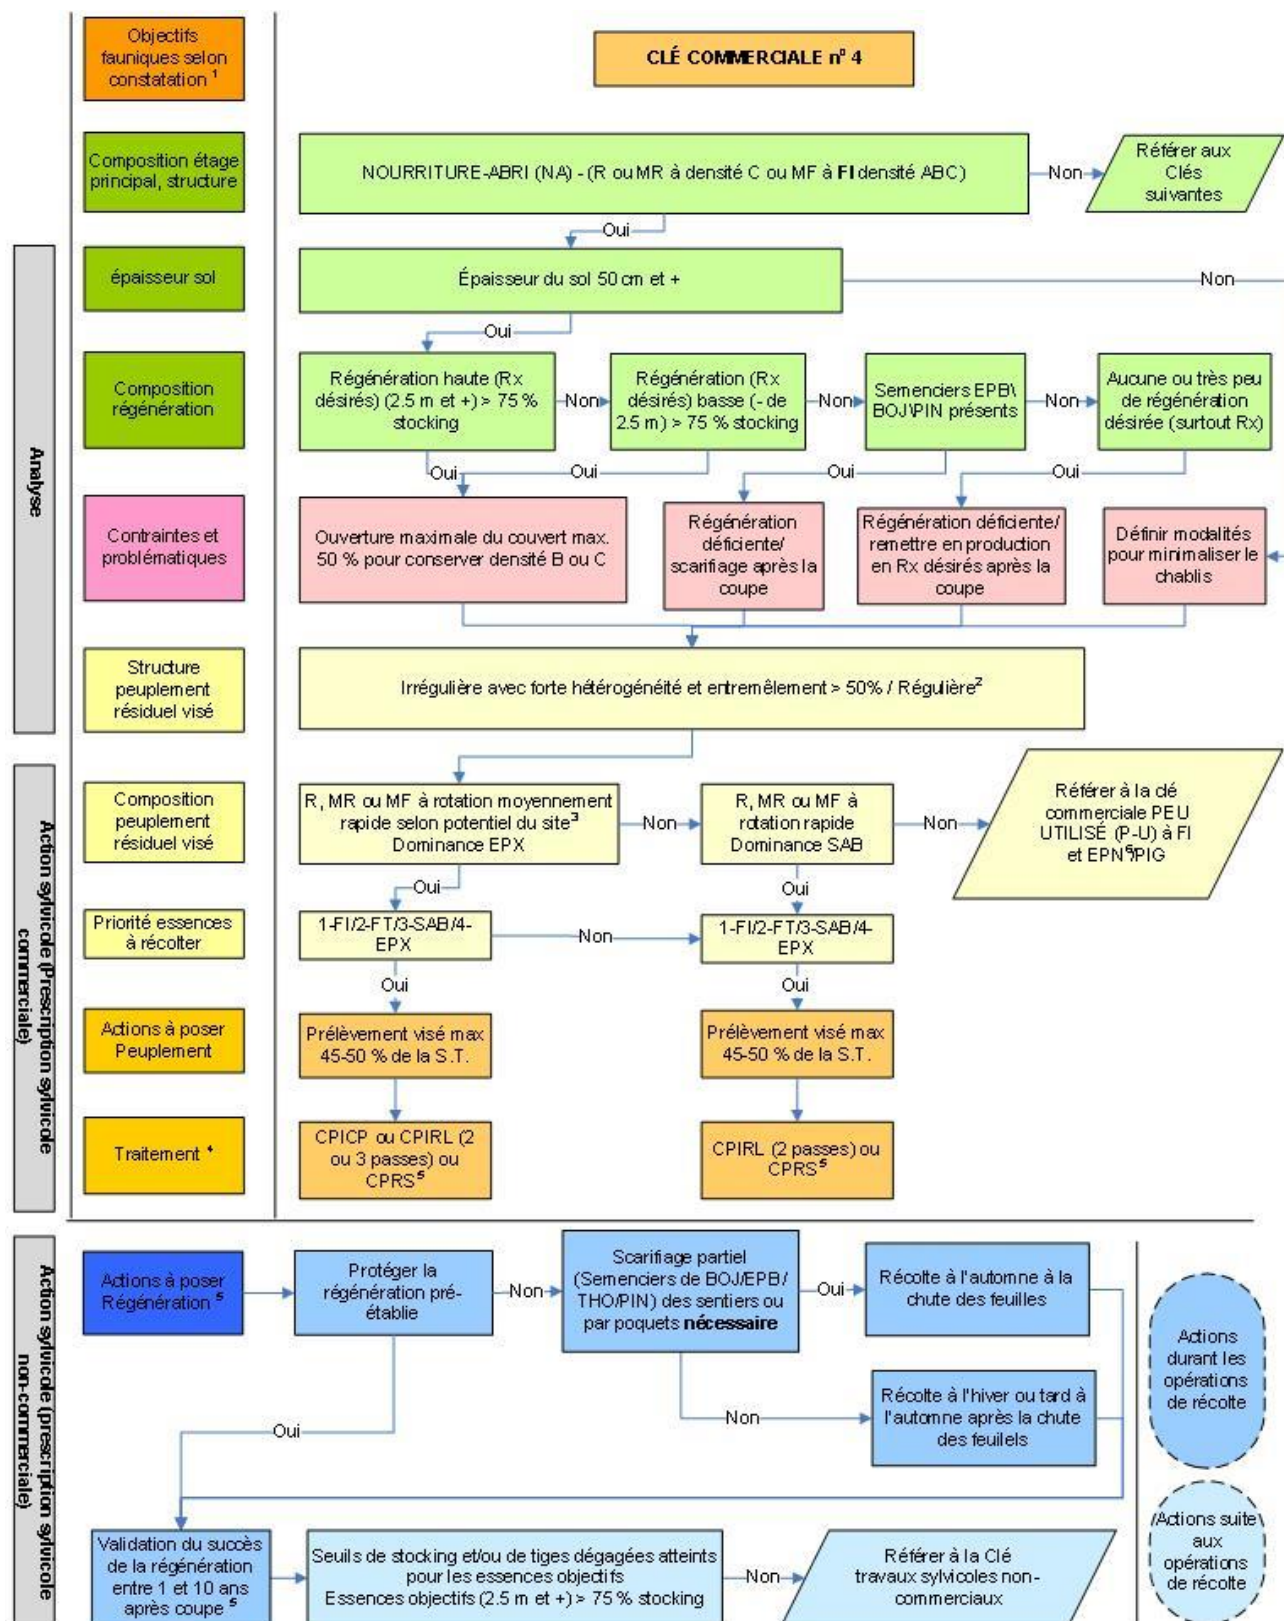 Objectifs
fauniques selon
constatation ¹
CLÉ COMMERCIALE n° 4
Composition étage
principal, structure
NOURRITURE-ABRI (NA) - (R ou MR à densité C ou MF à FI densité ABC)
Non
Référer aux
Clés
suivantes
Oui
Analyse
épaisseur sol
Épaisseur du sol 50 cm et +
Non
Oui
Composition
régénération
Régénération haute (Rx
désirés) (2.5 m et +) > 75 %
stocking
Non
Régénération (Rx
désirés) basse (- de
2.5 m) > 75 % stocking
Non
Semenciers EPB\
BOJ\PIN présents
Non
Aucune ou très peu
de régénération
désirée (surtout Rx)
Oui
Oui
Oui
Oui
Contraintes et
problématiques
Ouverture maximale du couvert max.
50 % pour conserver densité B ou C
Régénération
déficiente/
scarifiage après la
coupe
Régénération déficiente/
remettre en production
en Rx désirés après la
coupe
Définir modalités
pour minimaliser le
chablis
Structure
peuplement
résiduel visé
Irrégulière avec forte hétérogénéité et entremêlement > 50% / Régulière²
Action sylvicole (Prescription sylvicole
commerciale)
Composition
peuplement
résiduel visé
R, MR ou MF à rotation moyennement
rapide selon potentiel du site³
Dominance EPX
Non
R, MR ou MF à
rotation rapide
Dominance SAB
Non
Référer à la clé
commerciale PEU
UTILISÉ (P-U) à FI
et EPN⁶/PIG
Oui
Oui
Priorité essences
à récolter
1-FI/2-FT/3-SAB/4-
EPX
Non
1-FI/2-FT/3-SAB/4-
EPX
Oui
Oui
Actions à poser
Peuplement
Prélèvement visé max
45-50 % de la S.T.
Prélèvement visé max
45-50 % de la S.T.
Traitement ⁴
CPICP ou CPIRL (2
ou 3 passes) ou
CPRS⁵
CPIRL (2 passes) ou
CPRS⁵
Action sylvicole (prescription sylvicole
non-commerciale)
Actions à poser
Régénération ⁵
Protéger la
régénération pré-
établie
Non
Scarifiage partiel
(Semenciers de BOJ/EPB/
THO/PIN) des sentiers ou
par poquets nécessaire
Oui
Récolte à l'automne à la
chute des feuilles
Non
Récolte à l'hiver ou tard à
l'automne après la chute
des feuilels
Actions
durant les
opérations
de récolte
Oui
Validation du succès
de la régénération
entre 1 et 10 ans
après coupe ⁵
Seuils de stocking et/ou de tiges dégagées atteints
pour les essences objectifs
Essences objectifs (2.5 m et +) > 75 % stocking
Non
Référer à la Clé
travaux sylvicoles non-
commerciaux
Actions suite
aux
opérations
de récolte